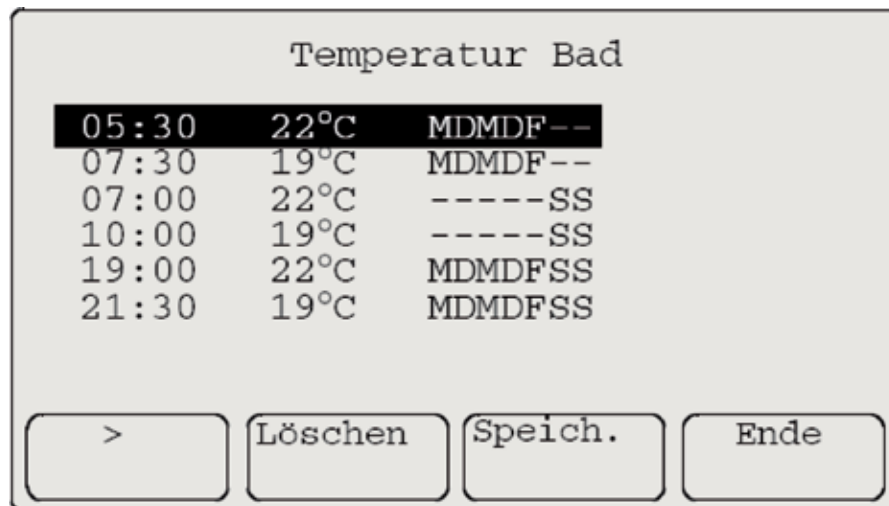 Temperatur Bad
05:30 22°C MDMDF--
07:30 19°C MDMDF--
07:00 22°C -----SS
10:00 19°C -----SS
19:00 22°C MDMDFSS
21:30 19°C MDMDFSS
> Löschen Speich. Ende